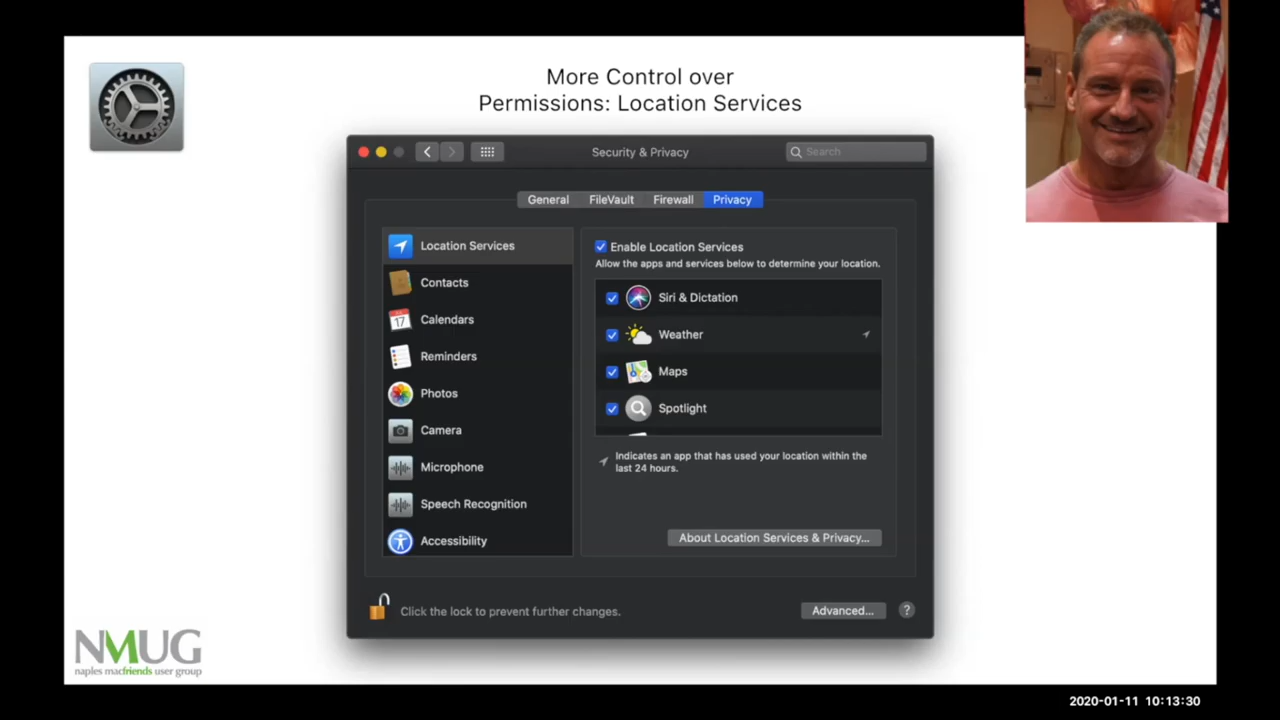 More Control over
Permissions: Location Services
Security & Privacy
Search
General
FileVault
Firewall
Privacy
Location Services
Contacts
17
Calendars
Reminders
Photos
Camera
Microphone
Speech Recognition
Accessibility
Enable Location Services
Allow the apps and services below to determine your location.
Siri & Dictation
Weather
Maps
Spotlight
Indicates an app that has used your location within the
last 24 hours.
About Location Services & Privacy...
Click the lock to prevent further changes.
Advanced...
?
NMUG
naples macfriends user group
2020-01-11 10:13:30